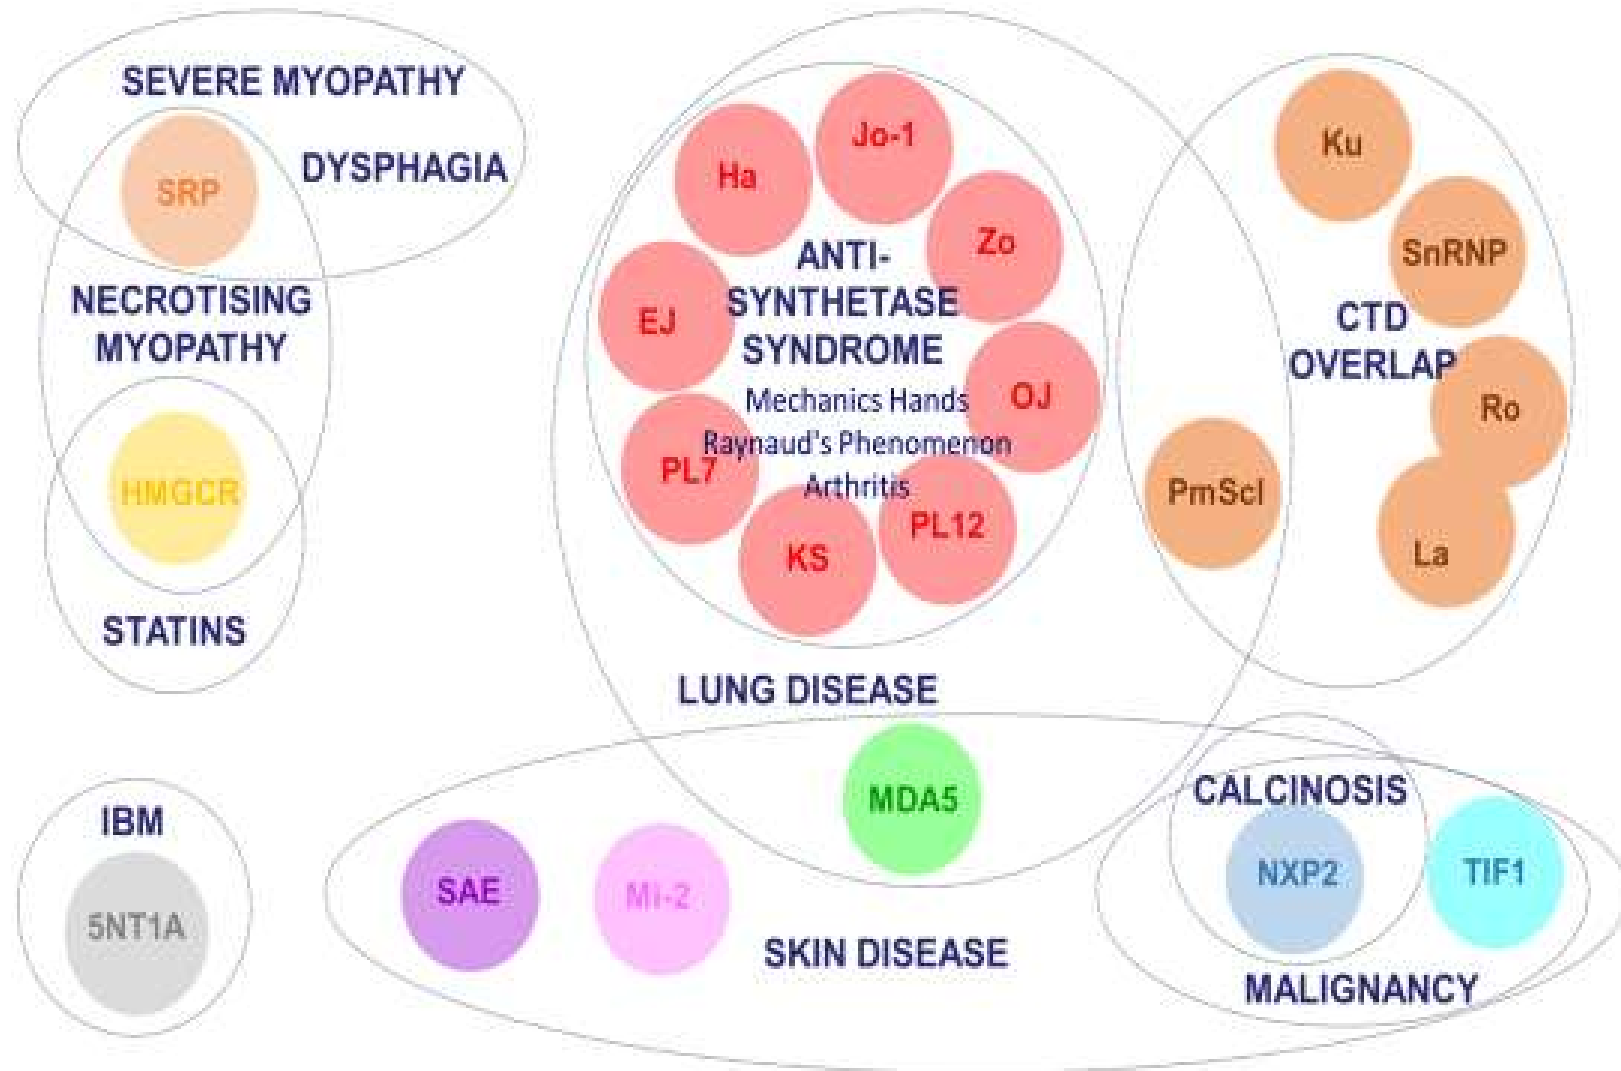 SEVERE MYOPATHY
DYSPHAGIA
SRP
NECROTISING
MYOPATHY
HMGCR
STATINS
IBM
5NT1A
Jo-1
Ha
Zo
EJ
OJ
PL7
PL12
KS
ANTI-
SYNTHETASE
SYNDROME
Mechanics Hands
Raynaud's Phenomenon
Arthritis
LUNG DISEASE
Ku
SnRNP
CTD
OVERLAP
Ro
PmScl
La
MDA5
SAE
Mi-2
SKIN DISEASE
CALCINOSIS
NXP2
TIF1
MALIGNANCY